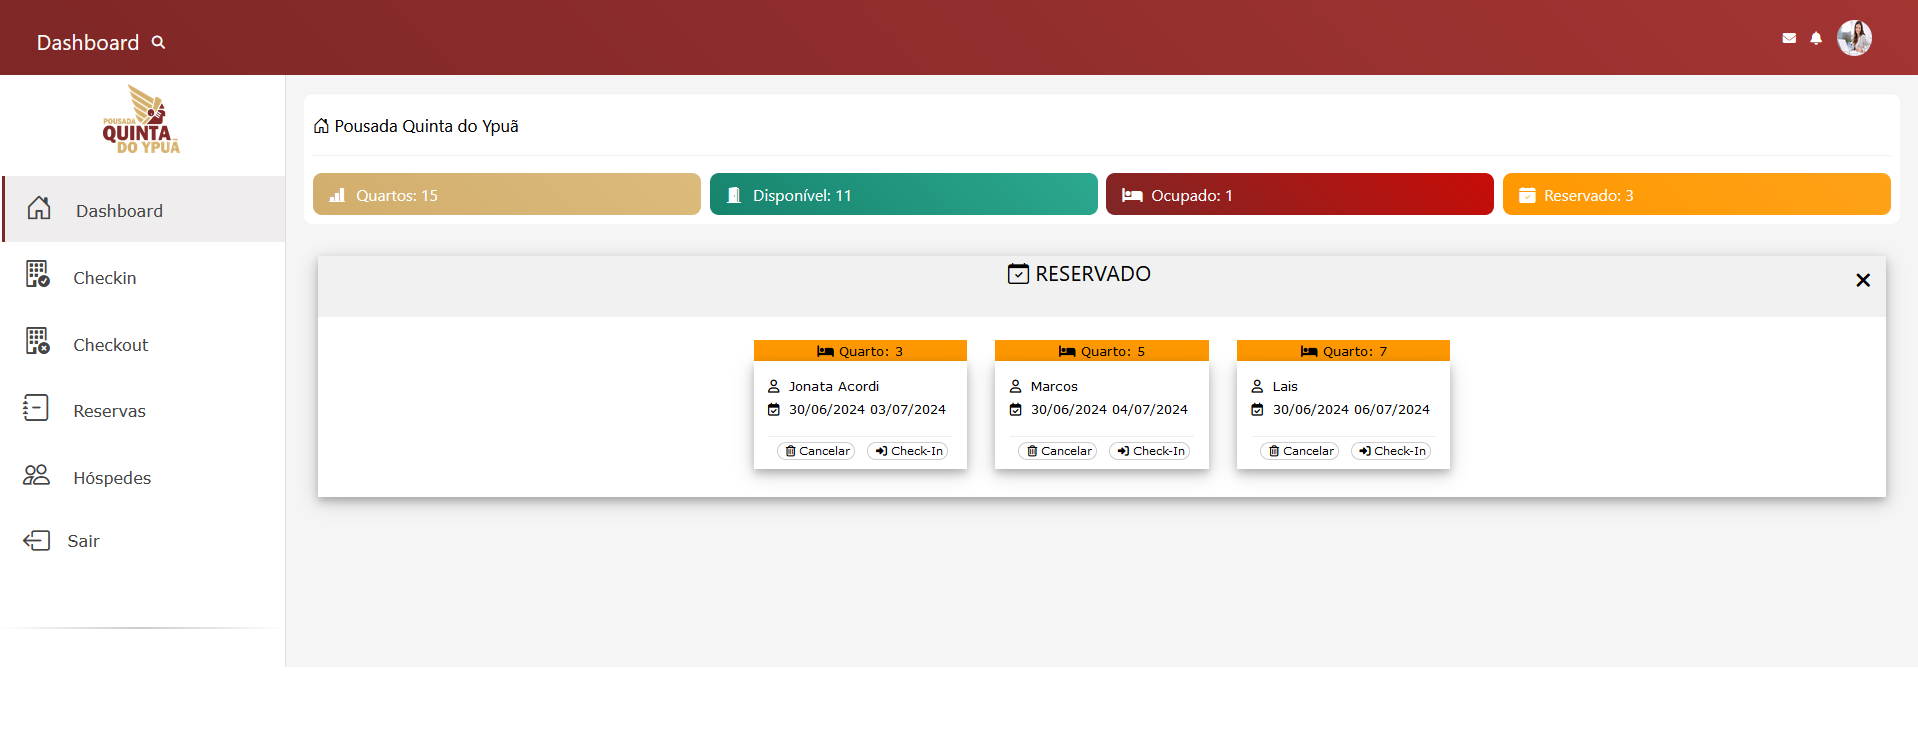 Dashboard
POUSADA
QUINTA
DO YPUÃ
Dashboard
Checkin
Checkout
Reservas
Hóspedes
Sair
Pousada Quinta do Ypuã
Quartos: 15
Disponível: 11
Ocupado: 1
Reservado: 3
RESERVADO
Quarto: 3
Jonata Acordi
30/06/2024 03/07/2024
Cancelar
Check-In
Quarto: 5
Marcos
30/06/2024 04/07/2024
Cancelar
Check-In
Quarto: 7
Lais
30/06/2024 06/07/2024
Cancelar
Check-In